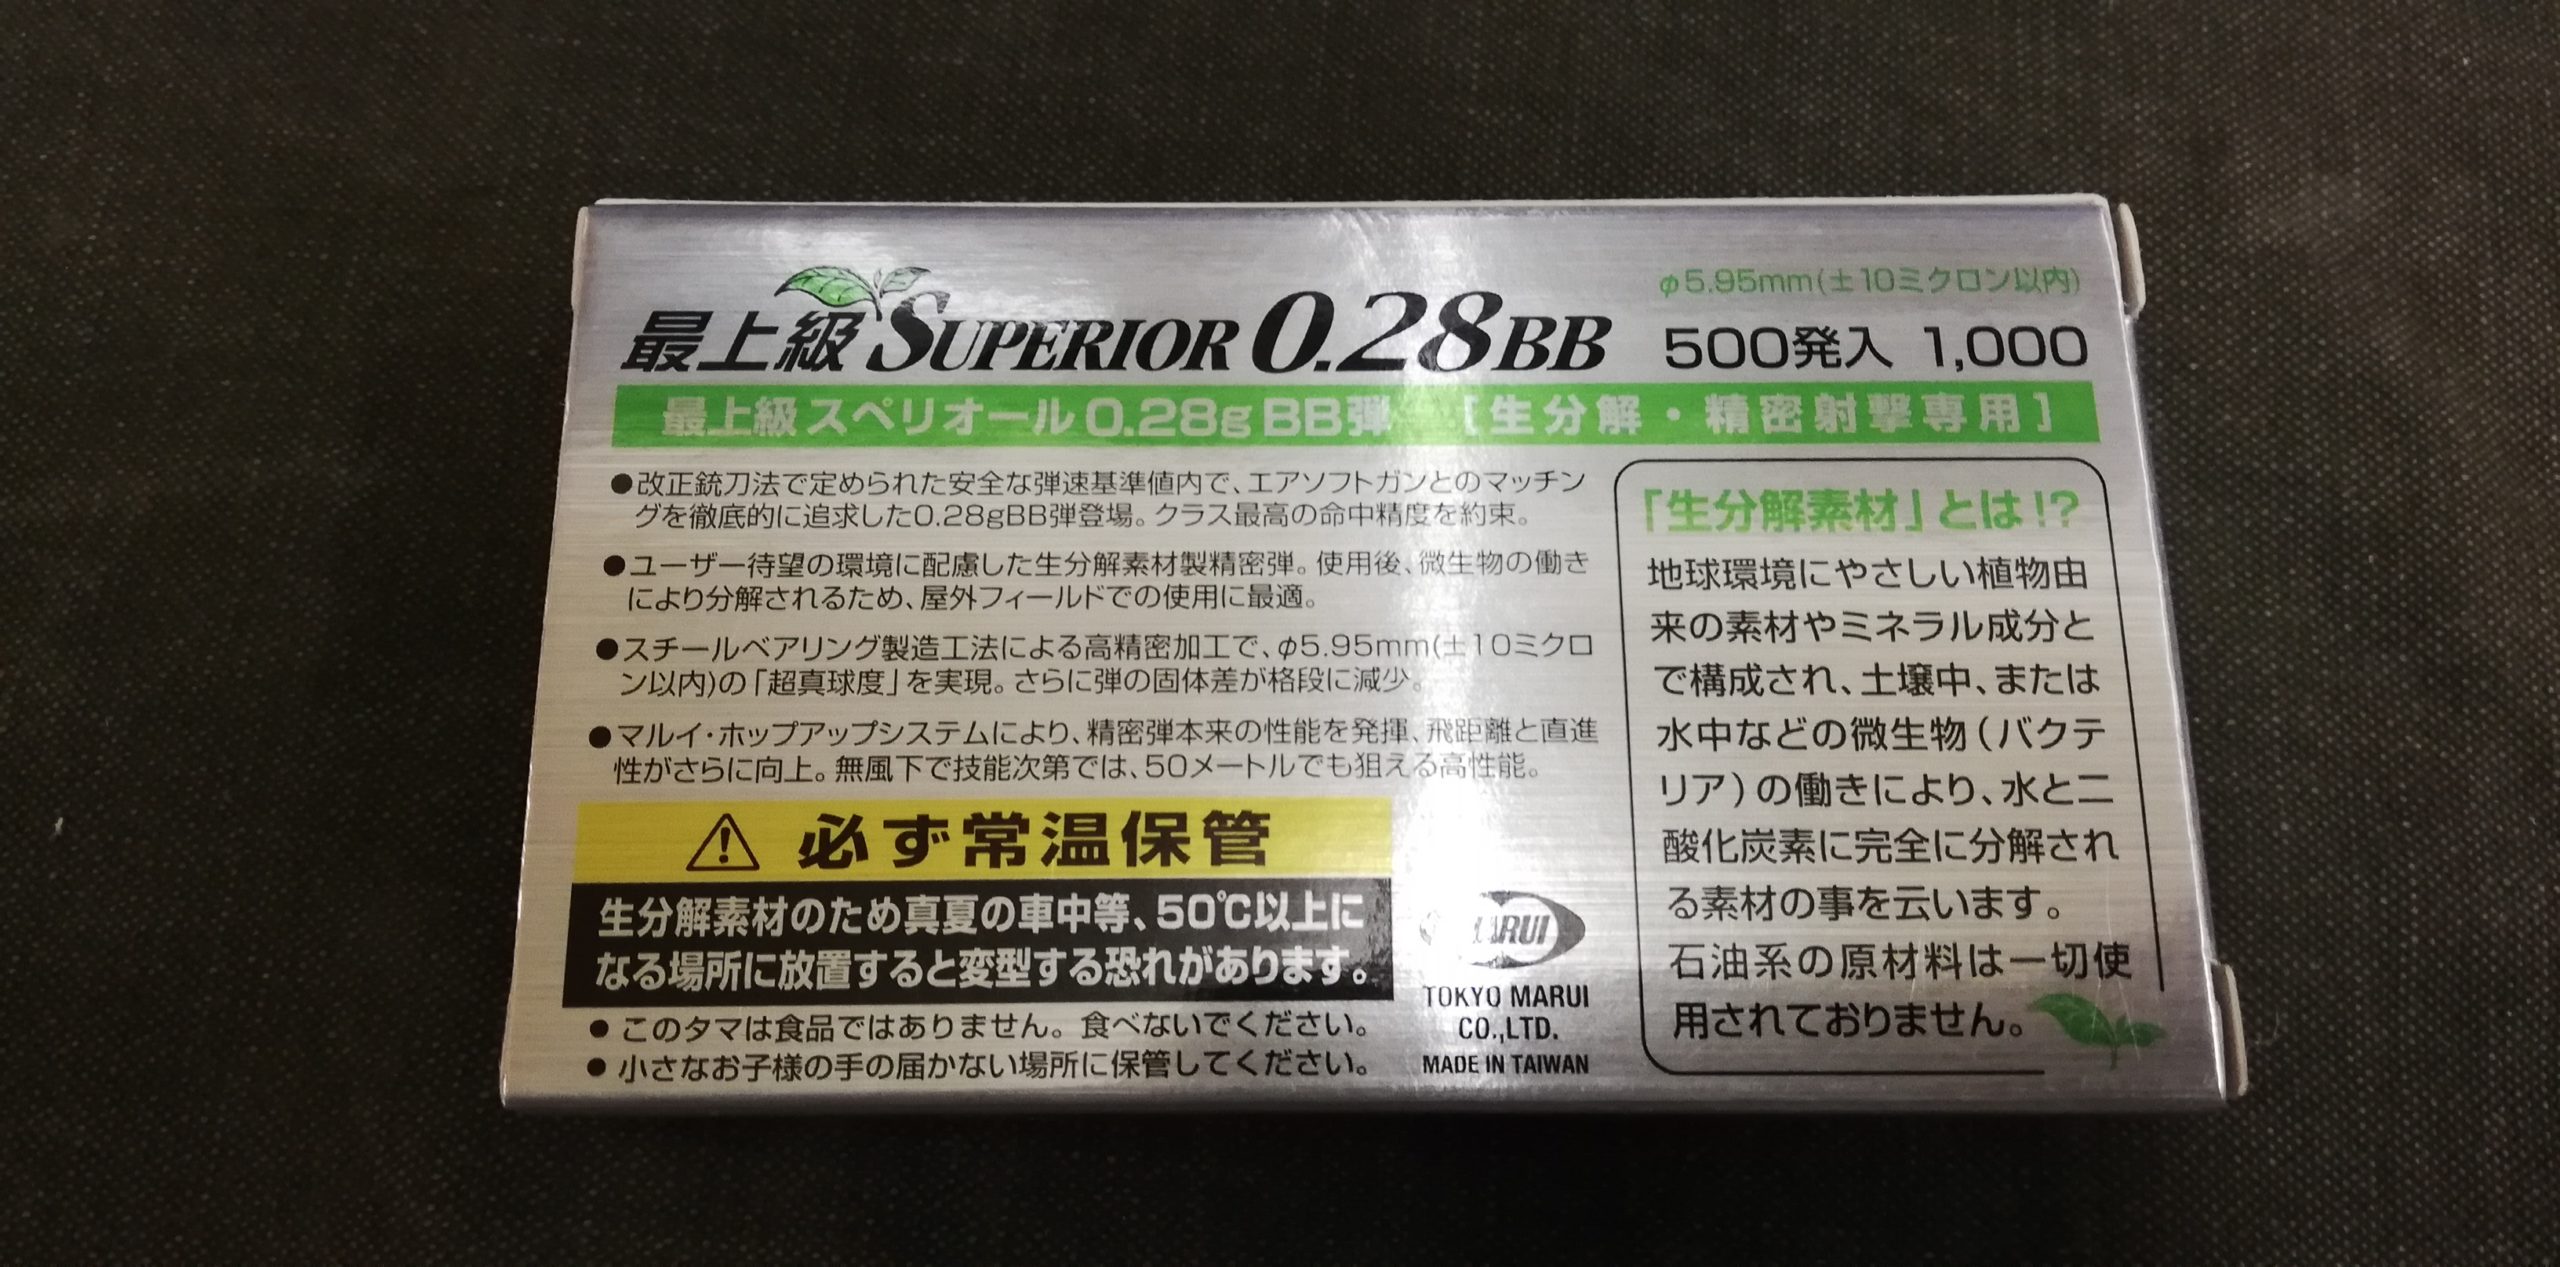 φ5.95mm(±10ミクロン以内)
最上級 SUPERIOR 0.28BB 500発入 1,000
最上級スペリオール0.28g BB弾 [生分解・精密射撃専用]
●改正銃刀法で定められた安全な弾速基準値内で、エアソフトガンとのマッチン
グを徹底的に追求した0.28gBB弾登場。クラス最高の命中精度を約束。
●ユーザー待望の環境に配慮した生分解素材製精密弾。使用後、微生物の働き
により分解されるため、屋外フィールドでの使用に最適。
●スチールベアリング製造工法による高精密加工で、φ5.95mm(±10ミクロ
ン以内)の「超真球度」を実現。さらに弾の固体差が格段に減少。
●マルイ・ホップアップシステムにより、精密弾本来の性能を発揮、飛距離と直進
性がさらに向上。無風下で技能次第では、50メートルでも狙える高性能。
必ず常温保管
生分解素材のため真夏の車中等、50℃以上に
なる場所に放置すると変型する恐れがあります。
●このタマは食品ではありません。食べないでください。
●小さなお子様の手の届かない場所に保管してください。
MARUI
TOKYO MARUI
CO.,LTD.
MADE IN TAIWAN
「生分解素材」とは!?
地球環境にやさしい植物由
来の素材やミネラル成分と
で構成され、土壌中、または
水中などの微生物(バクテ
リア)の働きにより、水と二
酸化炭素に完全に分解され
る素材の事を云います。
石油系の原材料は一切使
用されておりません。